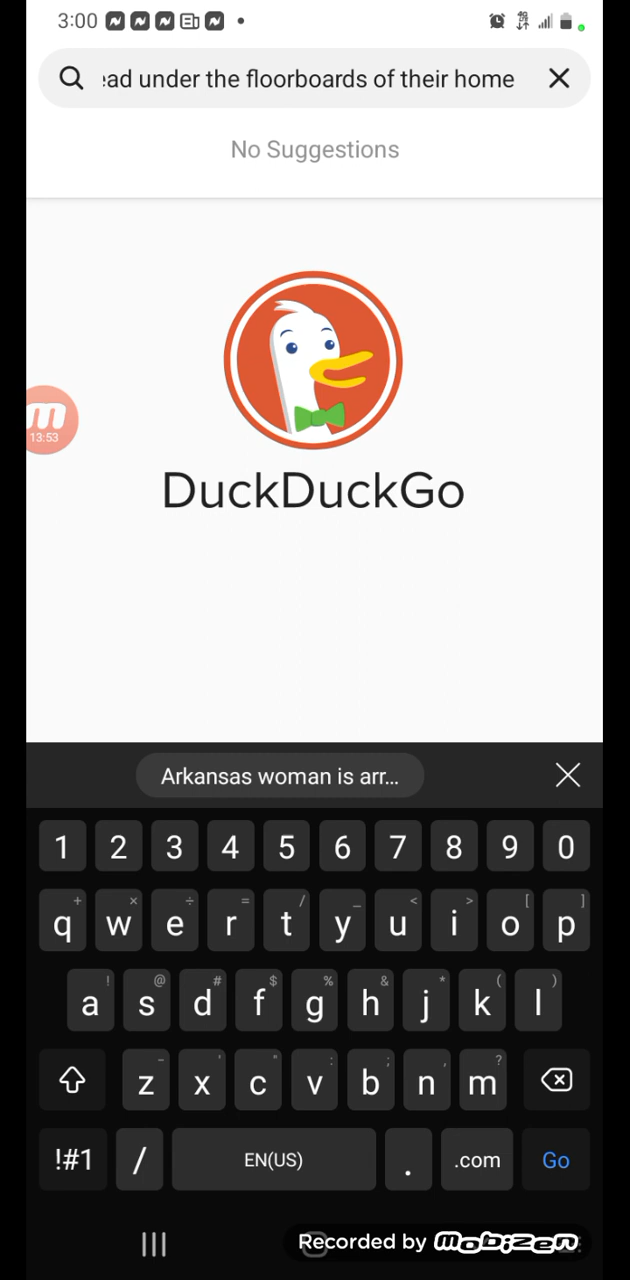 3:00
ead under the floorboards of their home
No Suggestions
m
13:53
DuckDuckGo
Arkansas woman is arr...
1 2 3 4 5 6 7 8 9 0
+ × ÷ = / _ < > [ ]
q w e r t y u i o p
! @ # $ % & * ( )
a s d f g h j k l
- ' " : ; , ?
z x c v b n m
!#1 / EN(US) . .com Go
Recorded by mobizen